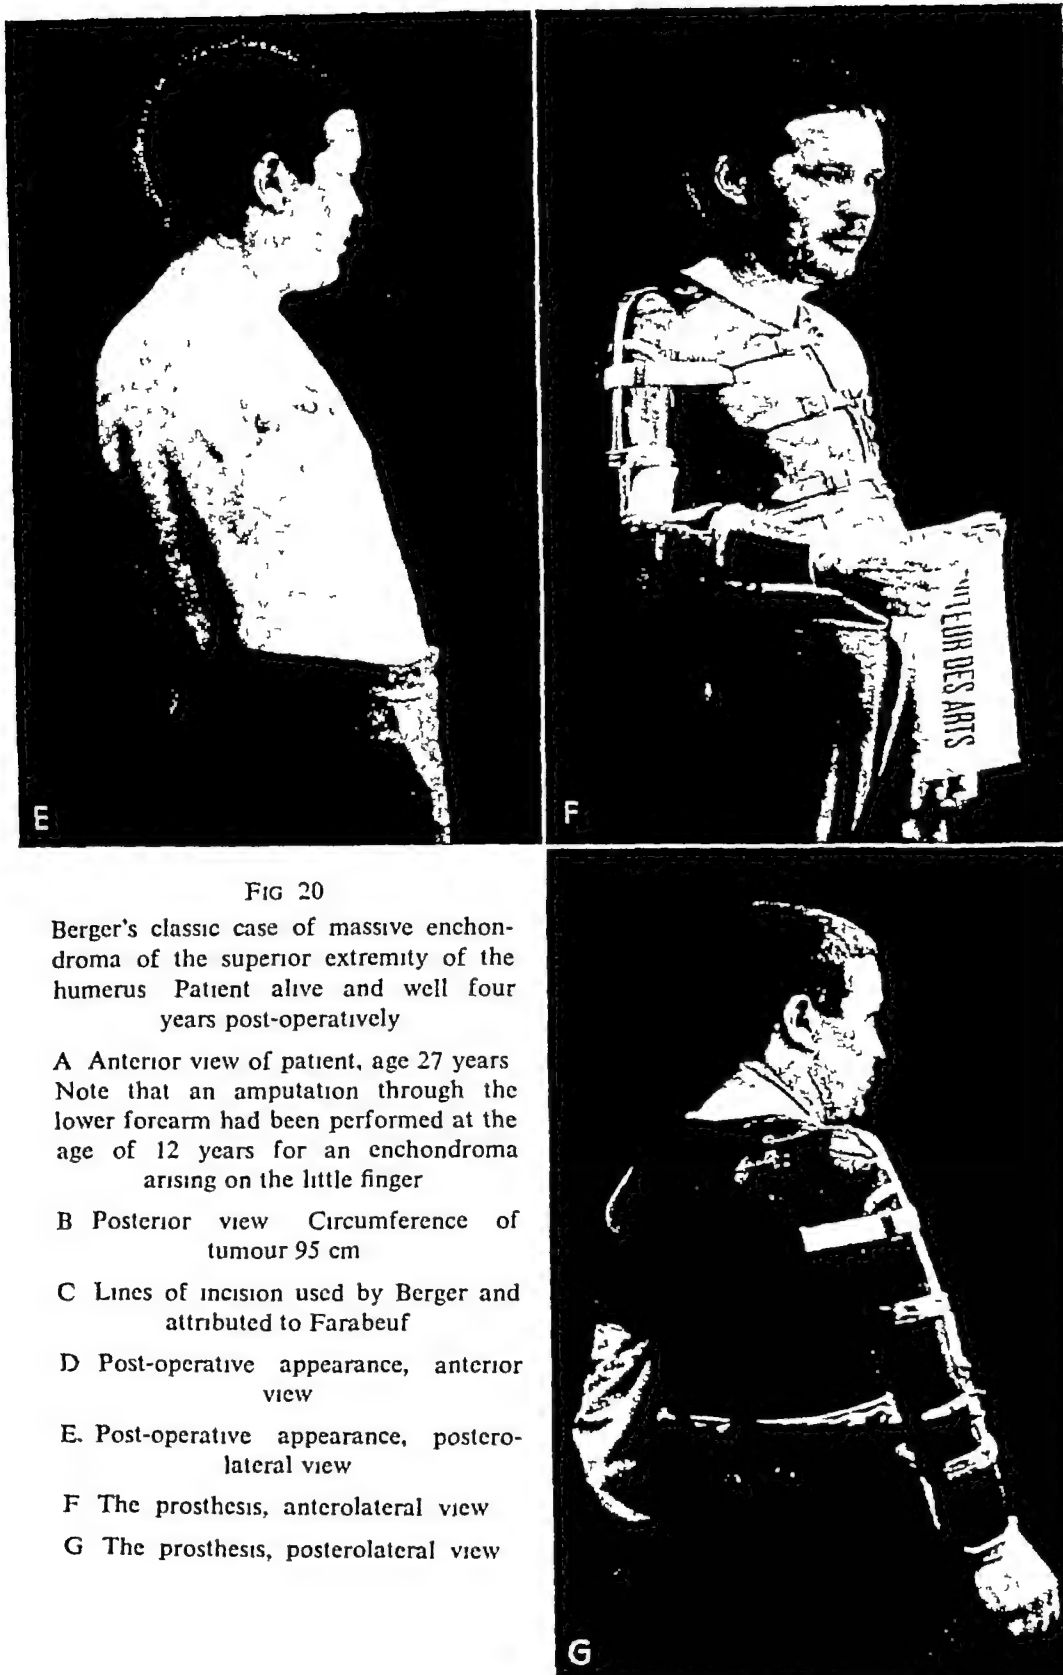 E
F
NITEUR DES ARTS
FIG 20
Berger's classic case of massive enchon-
droma of the superior extremity of the
humerus Patient alive and well four
years post-operatively
A Anterior view of patient, age 27 years
Note that an amputation through the
lower forearm had been performed at the
age of 12 years for an enchondroma
arising on the little finger
B Posterior view Circumference of
tumour 95 cm
C Lines of incision used by Berger and
attributed to Farabeuf
D Post-operative appearance, anterior
view
E. Post-operative appearance, postero-
lateral view
F The prosthesis, anterolateral view
G The prosthesis, posterolateral view
G